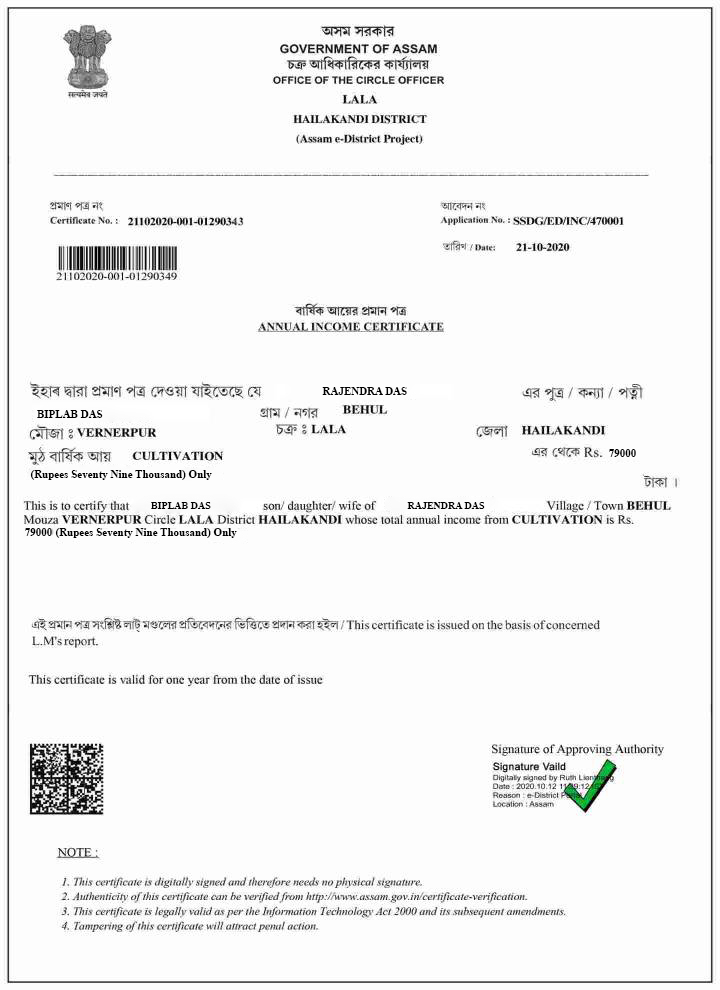 सत्यमेव जयते
অসম সরকার
GOVERNMENT OF ASSAM
চক্ৰ আধিকাৰিকের কার্য্যালয়
OFFICE OF THE CIRCLE OFFICER
LALA
HAILAKANDI DISTRICT
(Assam e-District Project)
প্রমাণ পত্র নং
Certificate No. : 21102020-001-01290343
আবেদন নং
Application No. : SSDG/ED/INC/470001
তারিখ / Date: 21-10-2020
21102020-001-01290349
বার্ষিক আয়ের প্রমান পত্র
ANNUAL INCOME CERTIFICATE
ইহাৰ দ্বারা প্রমাণ পত্র দেওয়া যাইতেছে যে RAJENDRA DAS এর পুত্র / কন্যা / পত্নী
BIPLAB DAS গ্রাম / নগর BEHUL
মৌজা : VERNERPUR চক্র : LALA জেলা HAILAKANDI
মুঠ বার্ষিক আয় CULTIVATION এর থেকে Rs. 79000
(Rupees Seventy Nine Thousand) Only
টাকা ।
This is to certify that BIPLAB DAS son/ daughter/ wife of RAJENDRA DAS Village / Town BEHUL
Mouza VERNERPUR Circle LALA District HAILAKANDI whose total annual income from CULTIVATION is Rs.
79000 (Rupees Seventy Nine Thousand) Only
এই প্রমান পত্র সংশ্লিষ্ট লাট্ মণ্ডলের প্রতিবেদনের ভিত্তিতে প্রদান করা হইল / This certificate is issued on the basis of concerned
L.M's report.
This certificate is valid for one year from the date of issue
Signature of Approving Authority
Signature Vaild
Digitally signed by Ruth
Date : 2020.10.12
Reason : e-District
Location : Assam
NOTE :
1. This certificate is digitally signed and therefore needs no physical signature.
2. Authenticity of this certificate can be verified from http://www.assam.gov.in/certificate-verification.
3. This certificate is legally valid as per the Information Technology Act 2000 and its subsequent amendments.
4. Tampering of this certificate will attract penal action.